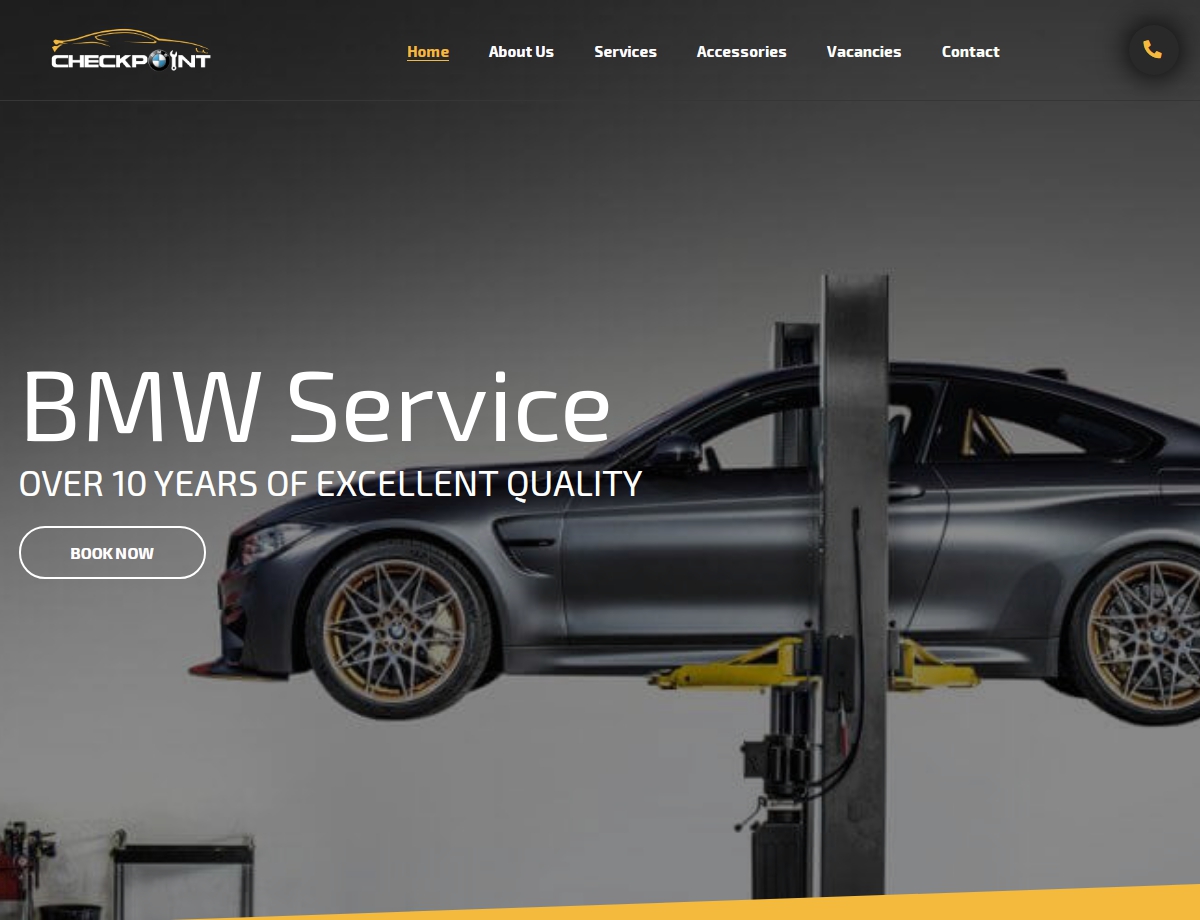 CHECKPOINT
Home About Us Services Accessories Vacancies Contact
BMW Service
OVER 10 YEARS OF EXCELLENT QUALITY
BOOK NOW